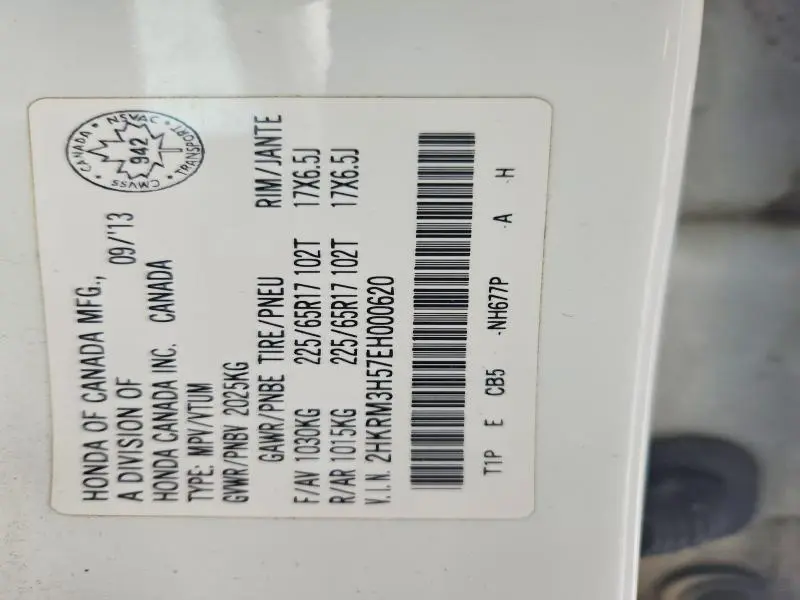 HONDA OF CANADA MFG., 09/'13
A DIVISION OF
HONDA CANADA INC. CANADA
TYPE: MPV/VTUM
GVWR/PNBV 2025KG
GAWR/PNBE TIRE/PNEU RIM/JANTE
F/AV 1030KG 225/65R17 102T 17X6.5J
R/AR 1015KG 225/65R17 102T 17X6.5J
V.I.N. 2HKRM3H57EH000620
T1P E CB5 -NH677P -A -H
CANADA • NSVAC • TRANSPORT • CMVSS •
942